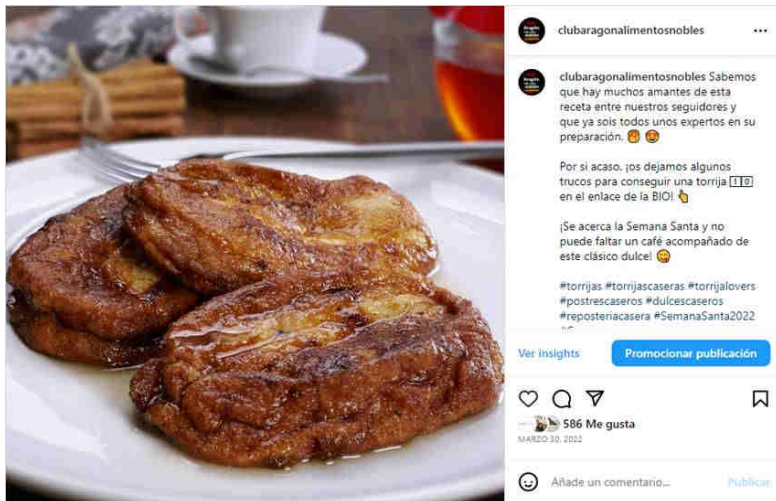 clubaragonalimentosnobles
clubaragonalimentosnobles Sabemos
que hay muchos amantes de esta
receta entre nuestros seguidores y
que ya sois todos unos expertos en su
preparación.
Por si acaso, ¡os dejamos algunos
trucos para conseguir una torrija 1 0
en el enlace de la BIO!
¡Se acerca la Semana Santa y no
puede faltar un café acompañado de
este clásico dulce!
#torrijas #torrijascaseras #torrijalovers
#postrescaseros #dulcescaseros
#reposteriacasera #SemanaSanta2022
Ver insights
Promocionar publicación
586 Me gusta
MARZO 30, 2022
Añade un comentario...
Publicar